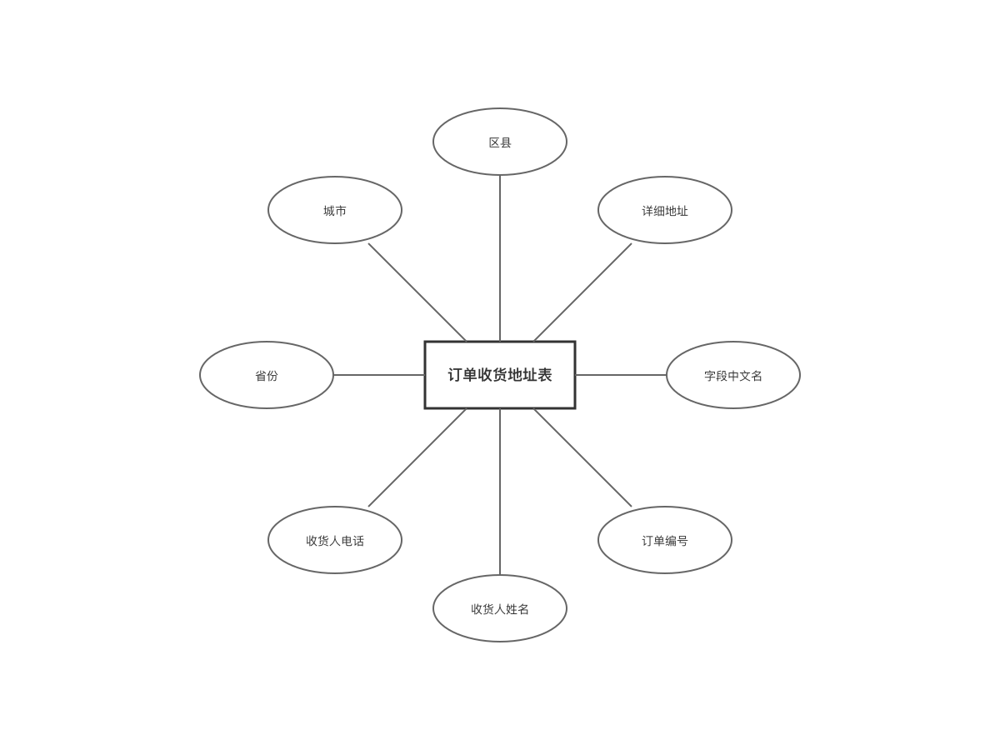 区县
城市
详细地址
省份
订单收货地址表
字段中文名
收货人电话
订单编号
收货人姓名